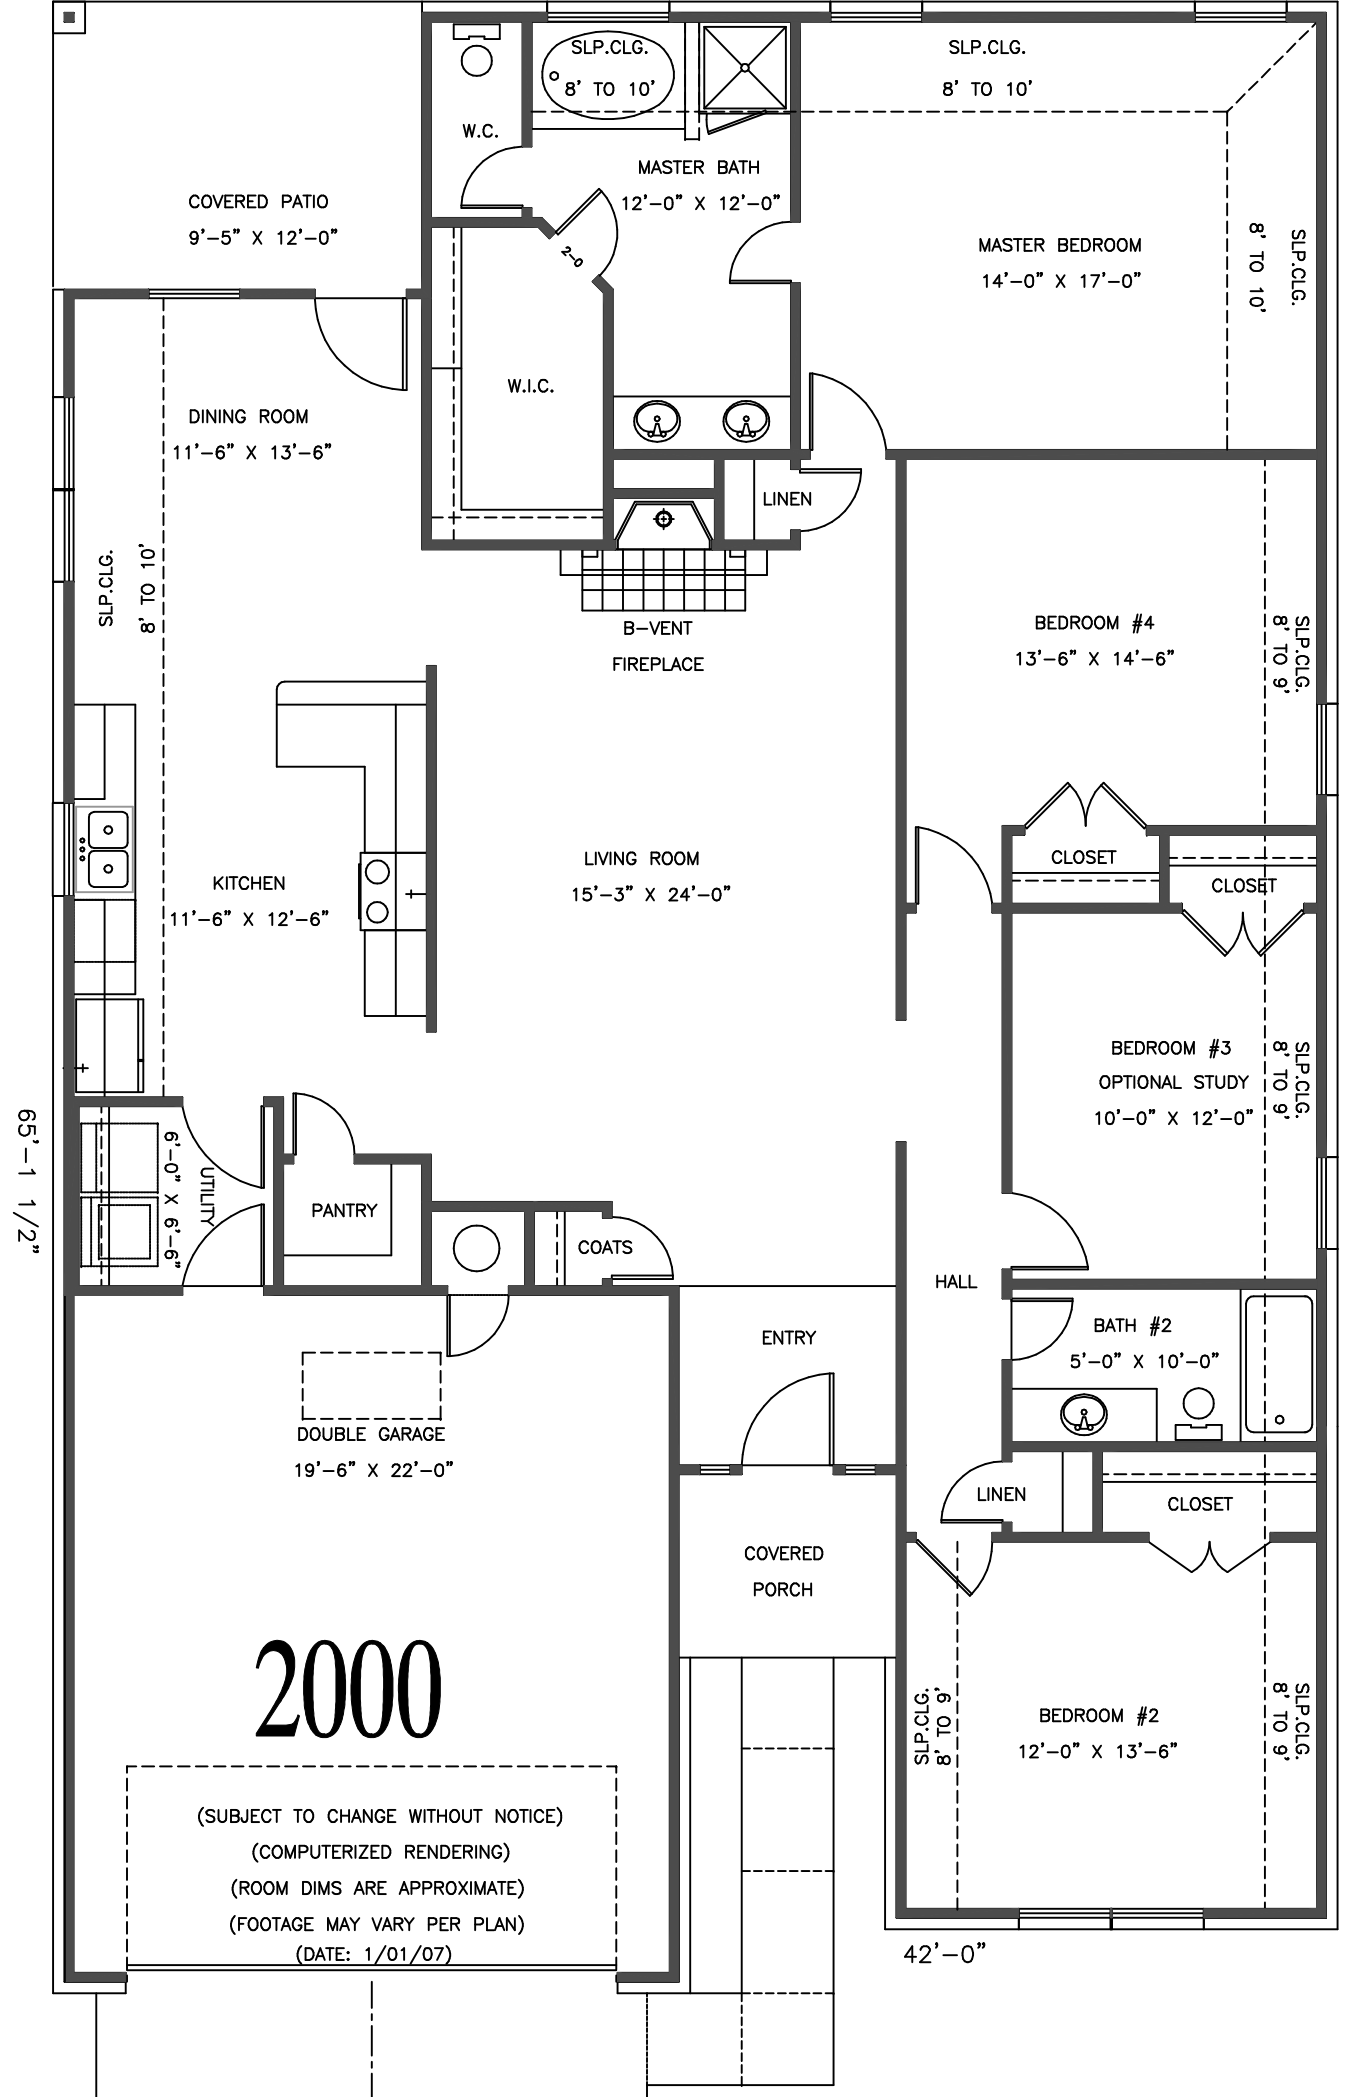 SLP.CLG.
8' TO 10'
SLP.CLG.
8' TO 10'
W.C.
MASTER BATH
12'-0" X 12'-0"
COVERED PATIO
9'-5" X 12'-0"
2-0
MASTER BEDROOM
14'-0" X 17'-0"
SLP.CLG.
8' TO 10'
W.I.C.
DINING ROOM
11'-6" X 13'-6"
LINEN
SLP.CLG.
8' TO 10'
B-VENT
FIREPLACE
BEDROOM #4
13'-6" X 14'-6"
SLP.CLG.
8' TO 9'
LIVING ROOM
15'-3" X 24'-0"
CLOSET
CLOSET
KITCHEN
11'-6" X 12'-6"
BEDROOM #3
OPTIONAL STUDY
10'-0" X 12'-0"
SLP.CLG.
8' TO 9'
65'-1 1/2"
UTILITY
6'-0" X 6'-6"
PANTRY
COATS
HALL
ENTRY
BATH #2
5'-0" X 10'-0"
DOUBLE GARAGE
19'-6" X 22'-0"
LINEN
CLOSET
COVERED
PORCH
2000
SLP.CLG.
8' TO 9'
BEDROOM #2
12'-0" X 13'-6"
SLP.CLG.
8' TO 9'
(SUBJECT TO CHANGE WITHOUT NOTICE)
(COMPUTERIZED RENDERING)
(ROOM DIMS ARE APPROXIMATE)
(FOOTAGE MAY VARY PER PLAN)
(DATE: 1/01/07)
42'-0"